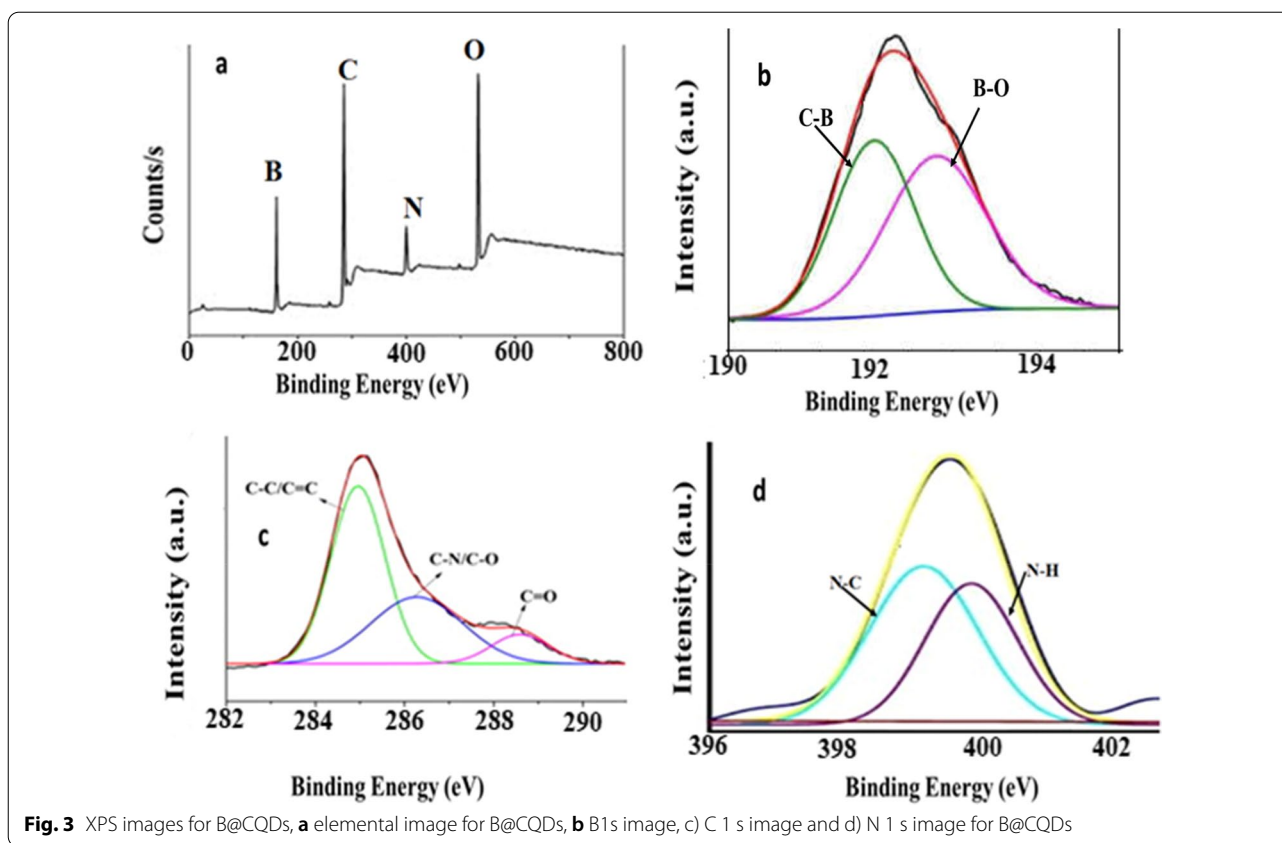 a
B
C
N
O
Counts/s
0 200 400 600 800
Binding Energy (eV)
b
C-B
B-O
Intensity (a.u.)
190 192 194
Binding Energy (eV)
c
C-C/C=C
C-N/C-O
C=O
Intensity (a.u.)
282 284 286 288 290
Binding Energy (eV)
d
N-C
N-H
Intensity (a.u.)
396 398 400 402
Binding Energy (eV)
Fig. 3 XPS images for B@CQDs, a elemental image for B@CQDs, b B1s image, c) C 1 s image and d) N 1 s image for B@CQDs